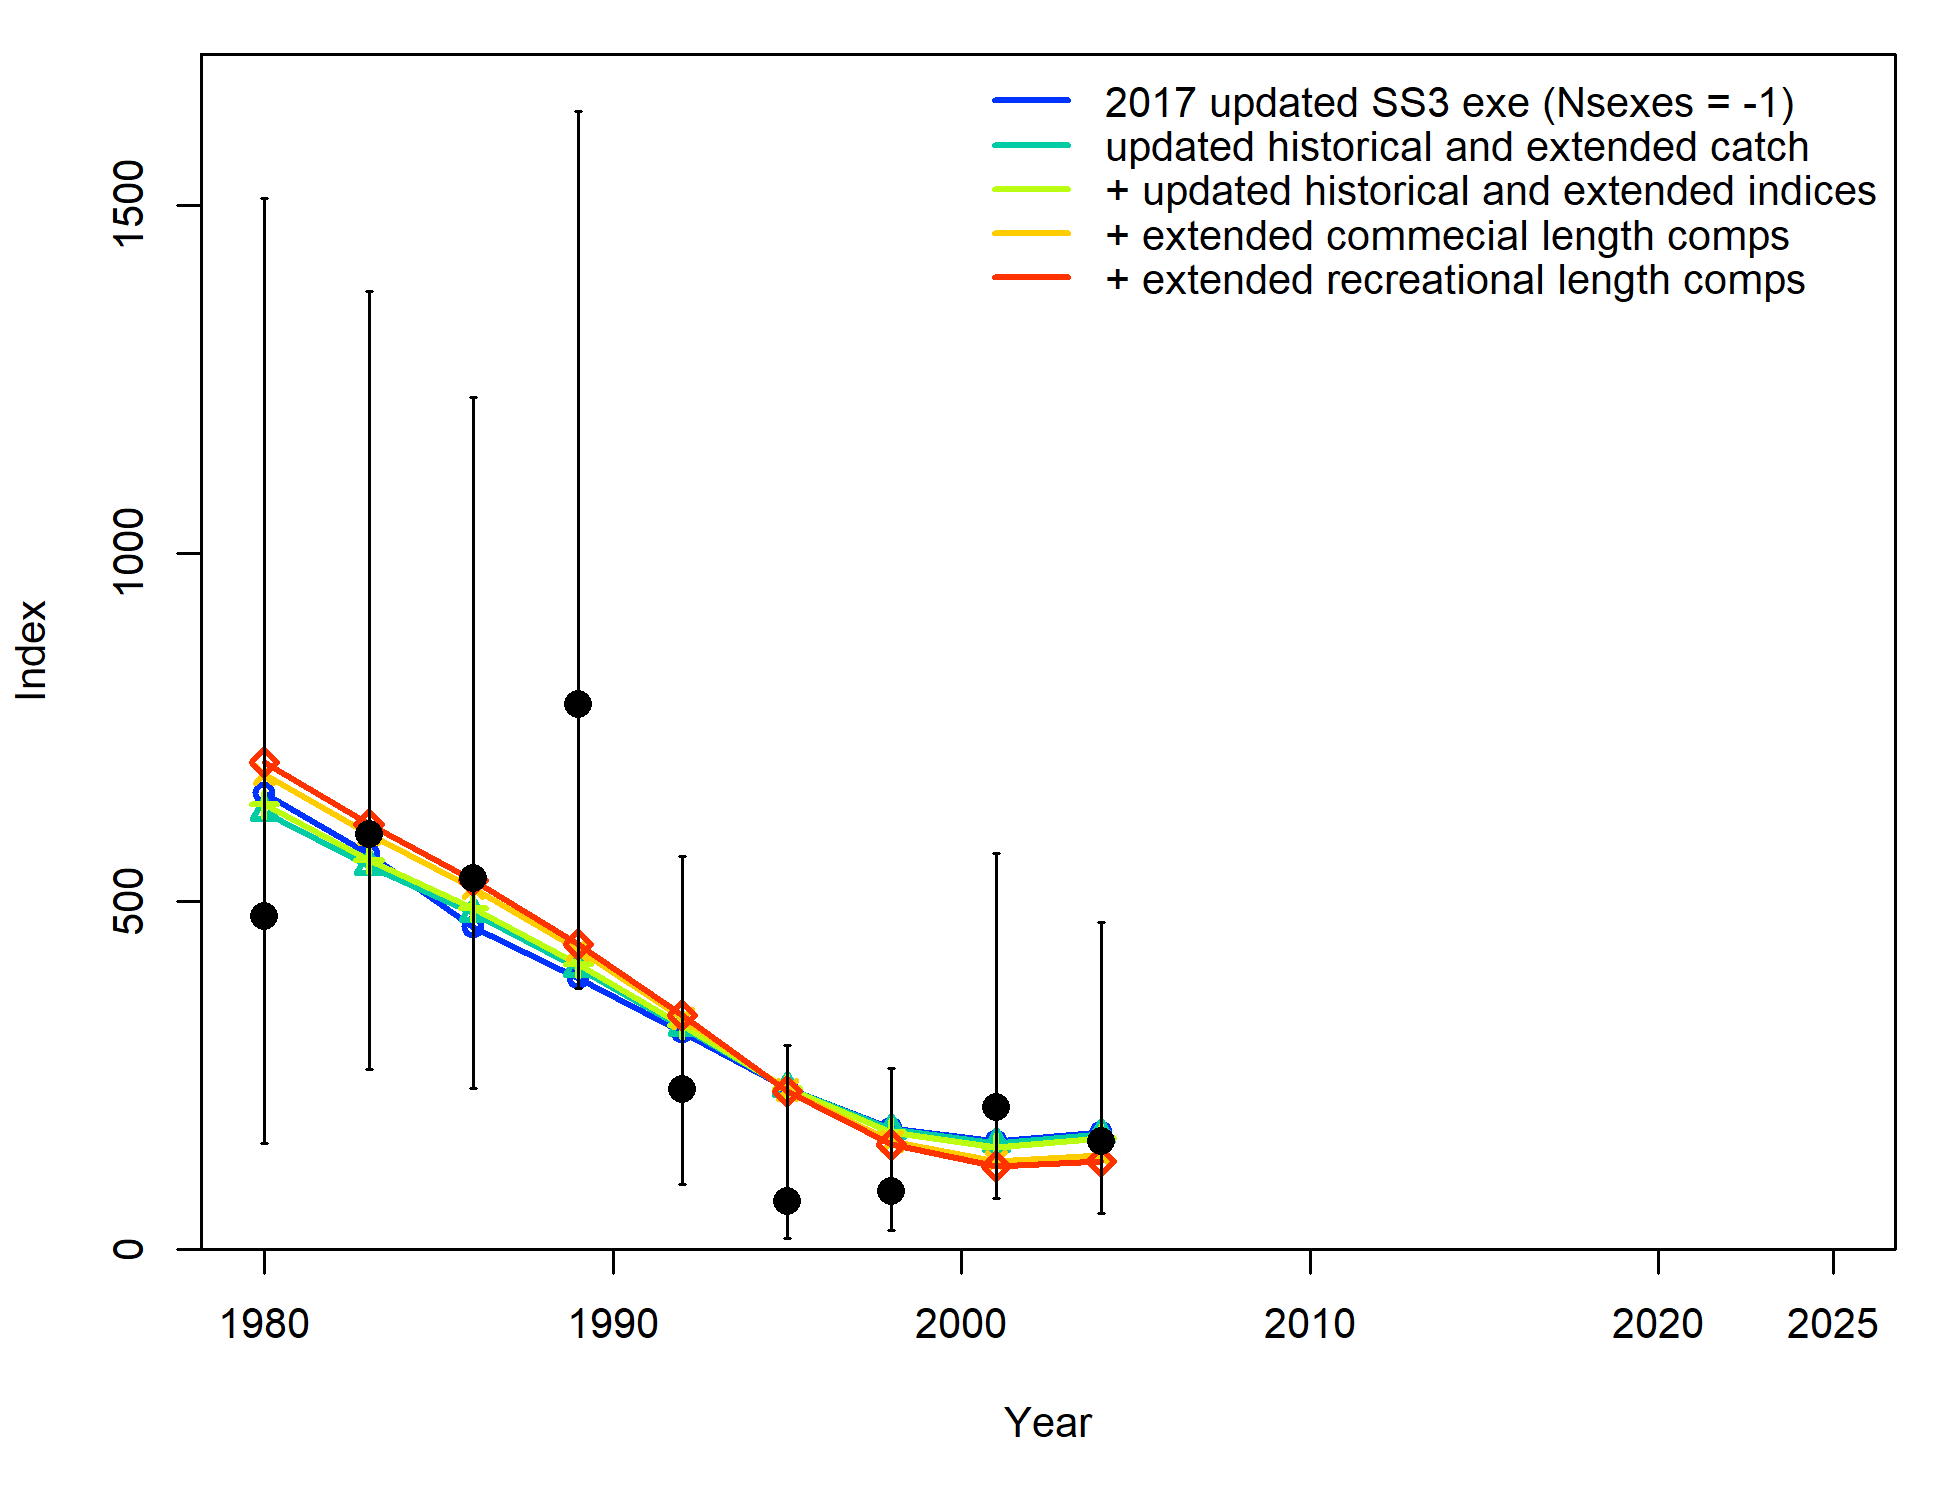 2017 updated SS3 exe (Nsexes = -1)
updated historical and extended catch
+ updated historical and extended indices
+ extended commecial length comps
+ extended recreational length comps
1500
1000
500
0
Index
1980 1990 2000 2010 2020 2025
Year